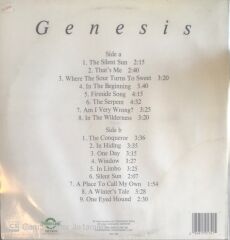 Genesis
Side a
1. The Silent Sun 2:15
2. That's Me 2:40
3. Where The Sour Turns To Sweet 3:20
4. In The Beginning 3:20
5. Fireside Song 4:15
6. The Serpent 4:00
7. Am I Very Wrong? 3:25
8. In The Wilderness 3:20
Side b
1. The Conqueror 3:36
2. In Hiding 3:35
3. One Day 3:15
4. Window 3:27
5. In Limbo 3:25
6. Silent Sun 2:07
7. A Place To Call My Own 1:54
8. A Winter's Tale 3:27
9. One Eyed Hound 2:30